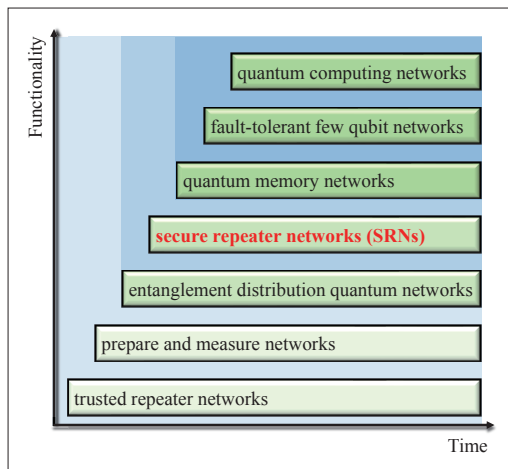 Functionality
quantum computing networks
fault-tolerant few qubit networks
quantum memory networks
secure repeater networks (SRNs)
entanglement distribution quantum networks
prepare and measure networks
trusted repeater networks
Time